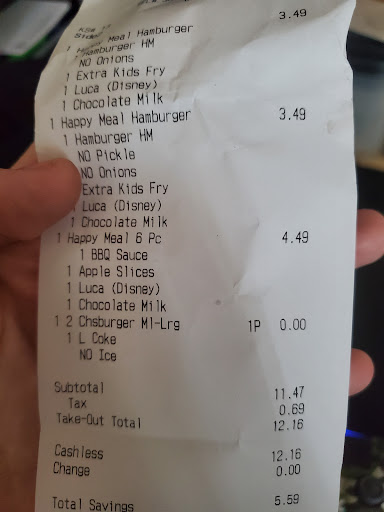 3.49
1 Happy Meal Hamburger
Hamburger HM
NO Onions
1 Extra Kids Fry
1 Luca (Disney)
1 Chocolate Milk
1 Happy Meal Hamburger 3.49
1 Hamburger HM
NO Pickle
NO Onions
Extra Kids Fry
Luca (Disney)
1 Chocolate Milk
1 Happy Meal 6 Pc 4.49
1 BBQ Sauce
1 Apple Slices
1 Luca (Disney)
1 Chocolate Milk
1 2 Chsburger Ml-Lrg 1P 0.00
1 L Coke
NO Ice
Subtotal 11.47
Tax 0.69
Take-Out Total 12.16
Cashless 12.16
Change 0.00
Total Savings 5.59